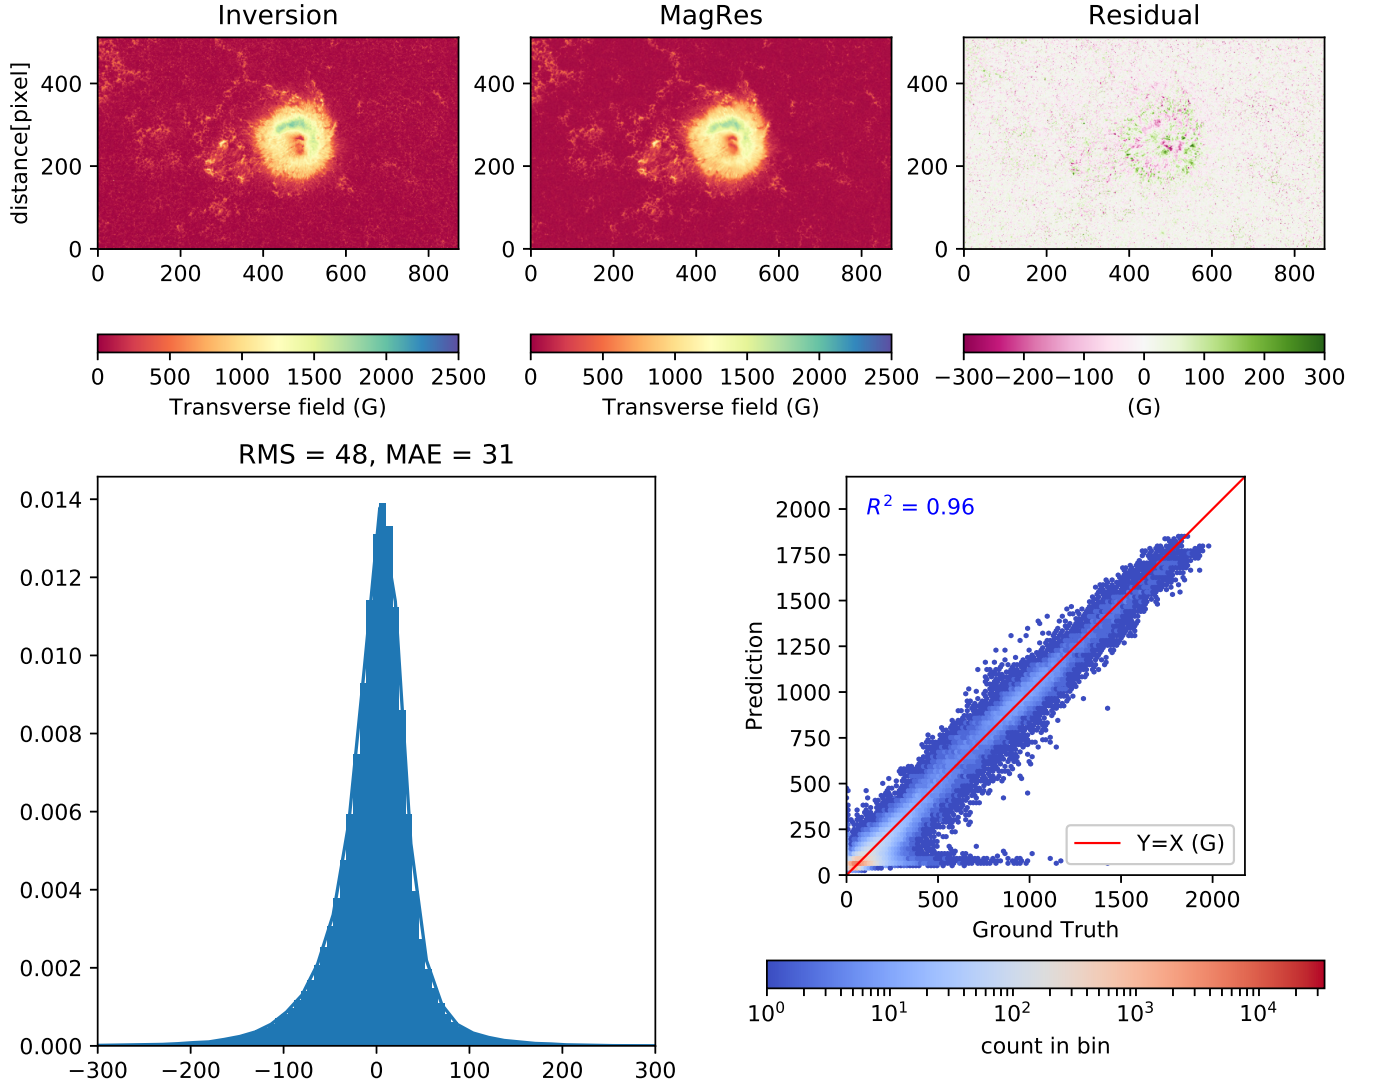 Inversion
MagRes
Residual
distance[pixel]
400
200
0
0 200 400 600 800
400
200
0
0 200 400 600 800
400
200
0
0 200 400 600 800
0 500 1000 1500 2000 2500
Transverse field (G)
0 500 1000 1500 2000 2500
Transverse field (G)
−300 −200 −100 0 100 200 300
(G)
RMS = 48, MAE = 31
0.014
0.012
0.010
0.008
0.006
0.004
0.002
0.000
−300 −200 −100 0 100 200 300
R² = 0.96
Prediction
2000
1750
1500
1250
1000
750
500
250
0
Y=X (G)
0 500 1000 1500 2000
Ground Truth
10⁰ 10¹ 10² 10³ 10⁴
count in bin